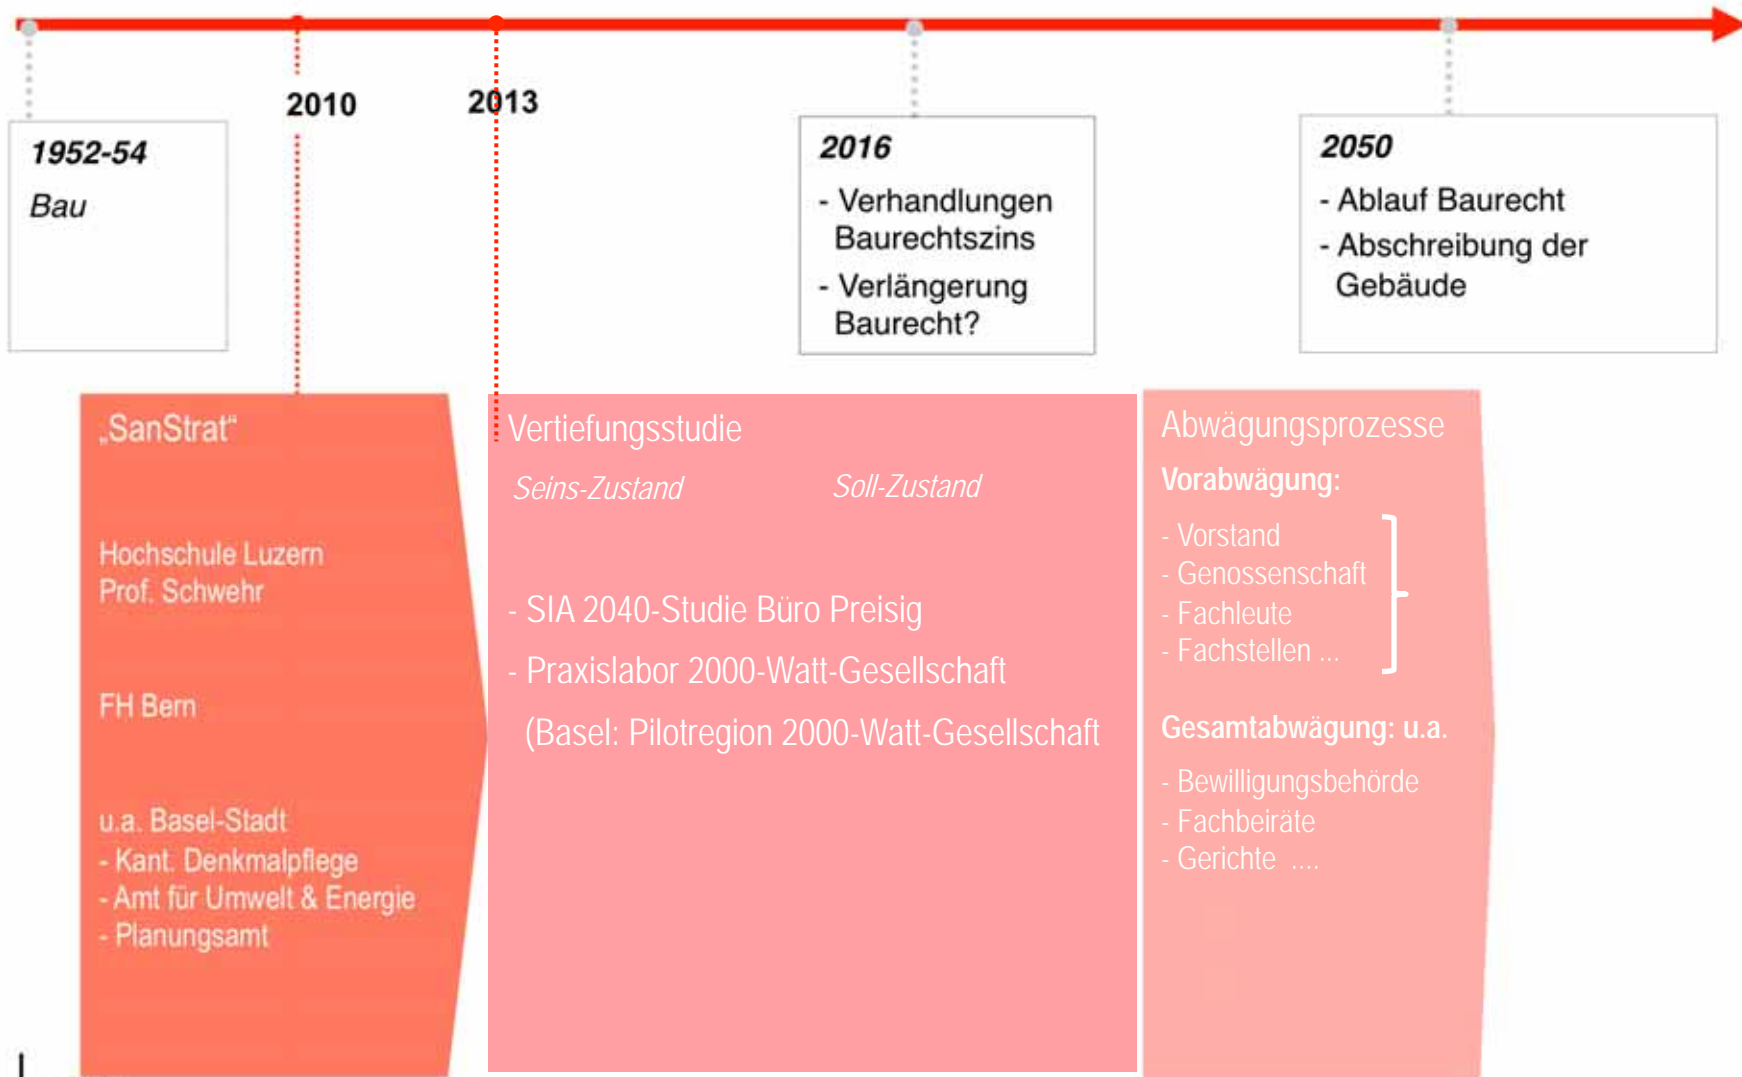 2010
2013
1952-54
Bau
2016
- Verhandlungen
Baurechtszins
- Verlängerung
Baurecht?
2050
- Ablauf Baurecht
- Abschreibung der
Gebäude
„SanStrat“
Hochschule Luzern
Prof. Schwehr
FH Bern
u.a. Basel-Stadt
- Kant. Denkmalpflege
- Amt für Umwelt & Energie
- Planungsamt
Vertiefungsstudie
Seins-Zustand Soll-Zustand
- SIA 2040-Studie Büro Preisig
- Praxislabor 2000-Watt-Gesellschaft
(Basel: Pilotregion 2000-Watt-Gesellschaft
Abwägungsprozesse
Vorabwägung:
- Vorstand
- Genossenschaft
- Fachleute
- Fachstellen ...
Gesamtabwägung: u.a.
- Bewilligungsbehörde
- Fachbeiräte
- Gerichte ....